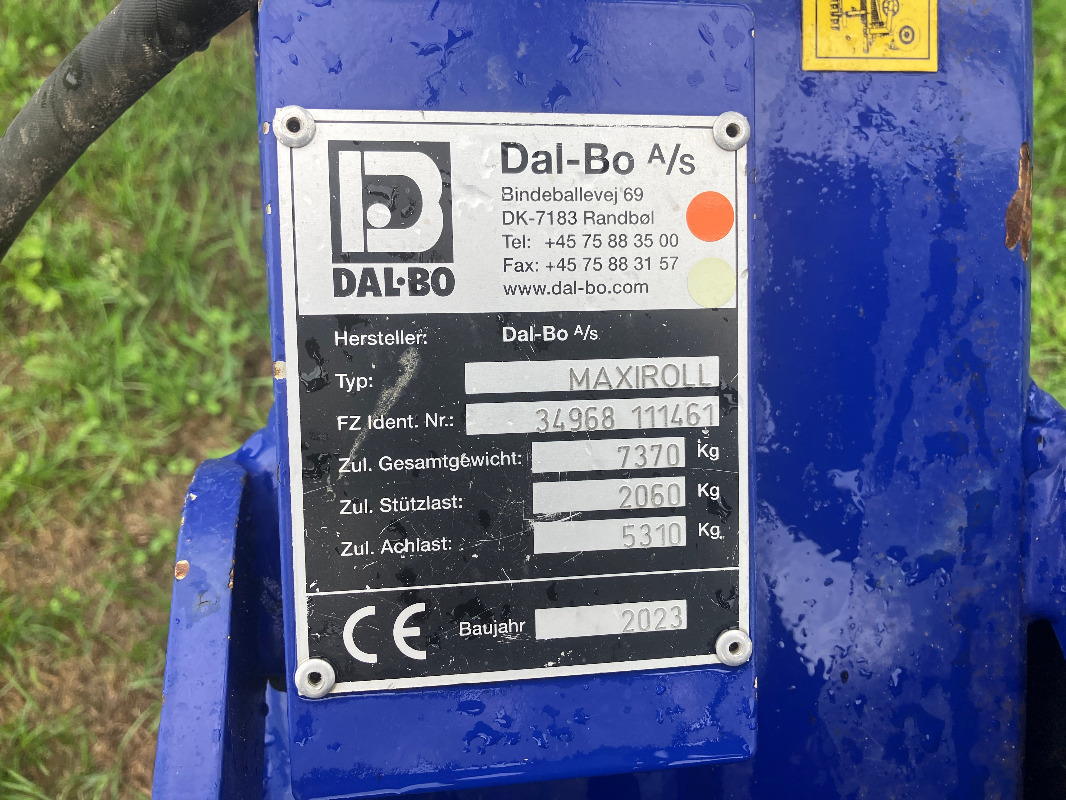 Dal-Bo A/s
Bindeballevej 69
DK-7183 Randbøl
Tel: +45 75 88 35 00
Fax: +45 75 88 31 57
www.dal-bo.com
DAL·BO
Hersteller: Dal-Bo A/s.
Typ: MAXIROLL
FZ Ident. Nr.: 34968 111461
Zul. Gesamtgewicht: 7370 Kg
Zul. Stützlast: 2060 Kg
Zul. Achlast: 5310 Kg
CE Baujahr 2023